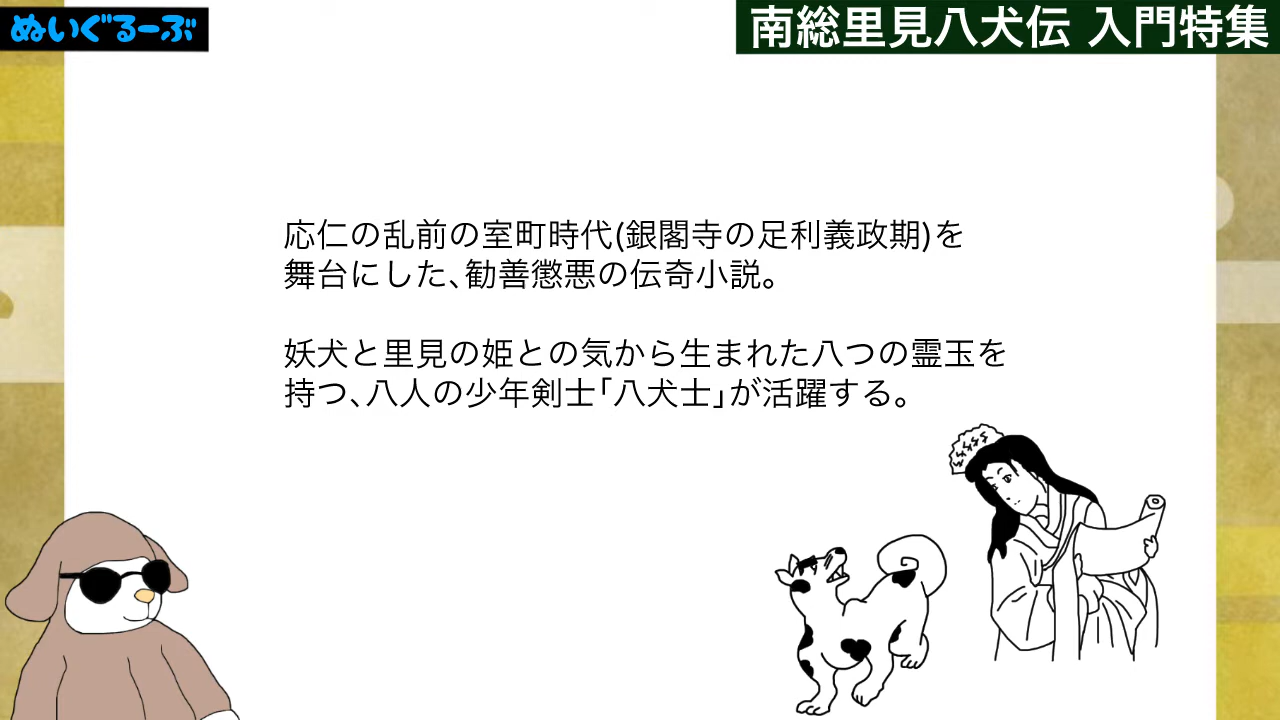 ぬいぐるーぶ
南総里見八犬伝 入門特集
応仁の乱前の室町時代(銀閣寺の足利義政期)を
舞台にした、勧善懲悪の伝奇小説。
妖犬と里見の姫との気から生まれた八つの霊玉を
持つ、八人の少年剣士「八犬士」が活躍する。